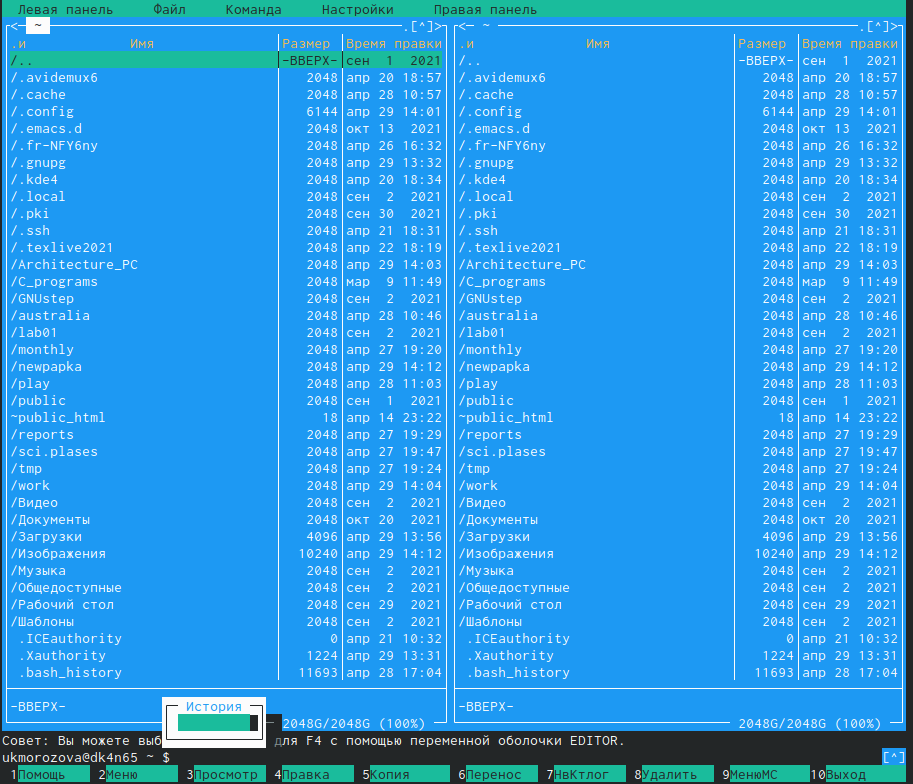 Левая панель Файл Команда Настройки Правая панель
<─ ~ .[^]> <─ ~ .[^]>
.и Имя Размер Время правки .и Имя Размер Время правки
/.. -ВВЕРХ- сен 1 2021 /.. -ВВЕРХ- сен 1 2021
/.avidemux6 2048 апр 20 18:57 /.avidemux6 2048 апр 20 18:57
/.cache 2048 апр 28 10:57 /.cache 2048 апр 28 10:57
/.config 6144 апр 29 14:01 /.config 6144 апр 29 14:01
/.emacs.d 2048 окт 13 2021 /.emacs.d 2048 окт 13 2021
/.fr-NFY6ny 2048 апр 26 16:32 /.fr-NFY6ny 2048 апр 26 16:32
/.gnupg 2048 апр 29 13:32 /.gnupg 2048 апр 29 13:32
/.kde4 2048 апр 20 18:34 /.kde4 2048 апр 20 18:34
/.local 2048 сен 2 2021 /.local 2048 сен 2 2021
/.pki 2048 сен 30 2021 /.pki 2048 сен 30 2021
/.ssh 2048 апр 21 18:31 /.ssh 2048 апр 21 18:31
/.texlive2021 2048 апр 22 18:19 /.texlive2021 2048 апр 22 18:19
/Architecture_PC 2048 апр 29 14:03 /Architecture_PC 2048 апр 29 14:03
/C_programs 2048 мар 9 11:49 /C_programs 2048 мар 9 11:49
/GNUstep 2048 сен 2 2021 /GNUstep 2048 сен 2 2021
/australia 2048 апр 28 10:46 /australia 2048 апр 28 10:46
/lab01 2048 сен 2 2021 /lab01 2048 сен 2 2021
/monthly 2048 апр 27 19:20 /monthly 2048 апр 27 19:20
/newpapka 2048 апр 29 14:12 /newpapka 2048 апр 29 14:12
/play 2048 апр 28 11:03 /play 2048 апр 28 11:03
/public 2048 сен 1 2021 /public 2048 сен 1 2021
~public_html 18 апр 14 23:22 ~public_html 18 апр 14 23:22
/reports 2048 апр 27 19:29 /reports 2048 апр 27 19:29
/sci.plases 2048 апр 27 19:47 /sci.plases 2048 апр 27 19:47
/tmp 2048 апр 27 19:24 /tmp 2048 апр 27 19:24
/work 2048 апр 29 14:04 /work 2048 апр 29 14:04
/Видео 2048 сен 2 2021 /Видео 2048 сен 2 2021
/Документы 2048 окт 20 2021 /Документы 2048 окт 20 2021
/Загрузки 4096 апр 29 13:56 /Загрузки 4096 апр 29 13:56
/Изображения 10240 апр 29 14:12 /Изображения 10240 апр 29 14:12
/Музыка 2048 сен 2 2021 /Музыка 2048 сен 2 2021
/Общедоступные 2048 сен 2 2021 /Общедоступные 2048 сен 2 2021
/Рабочий стол 2048 сен 29 2021 /Рабочий стол 2048 сен 29 2021
/Шаблоны 2048 сен 2 2021 /Шаблоны 2048 сен 2 2021
.ICEauthority 0 апр 21 10:32 .ICEauthority 0 апр 21 10:32
.Xauthority 1224 апр 29 13:31 .Xauthority 1224 апр 29 13:31
.bash_history 11693 апр 28 17:04 .bash_history 11693 апр 28 17:04
-ВВЕРХ- История -ВВЕРХ-
2048G/2048G (100%) 2048G/2048G (100%)
Совет: Вы можете выб для F4 с помощью переменной оболочки EDITOR.
ukmorozova@dk4n65 ~ $ [^]
1Помощь 2Меню 3Просмотр 4Правка 5Копия 6Перенос 7НвКтлог 8Удалить 9МенюMC 10Выход